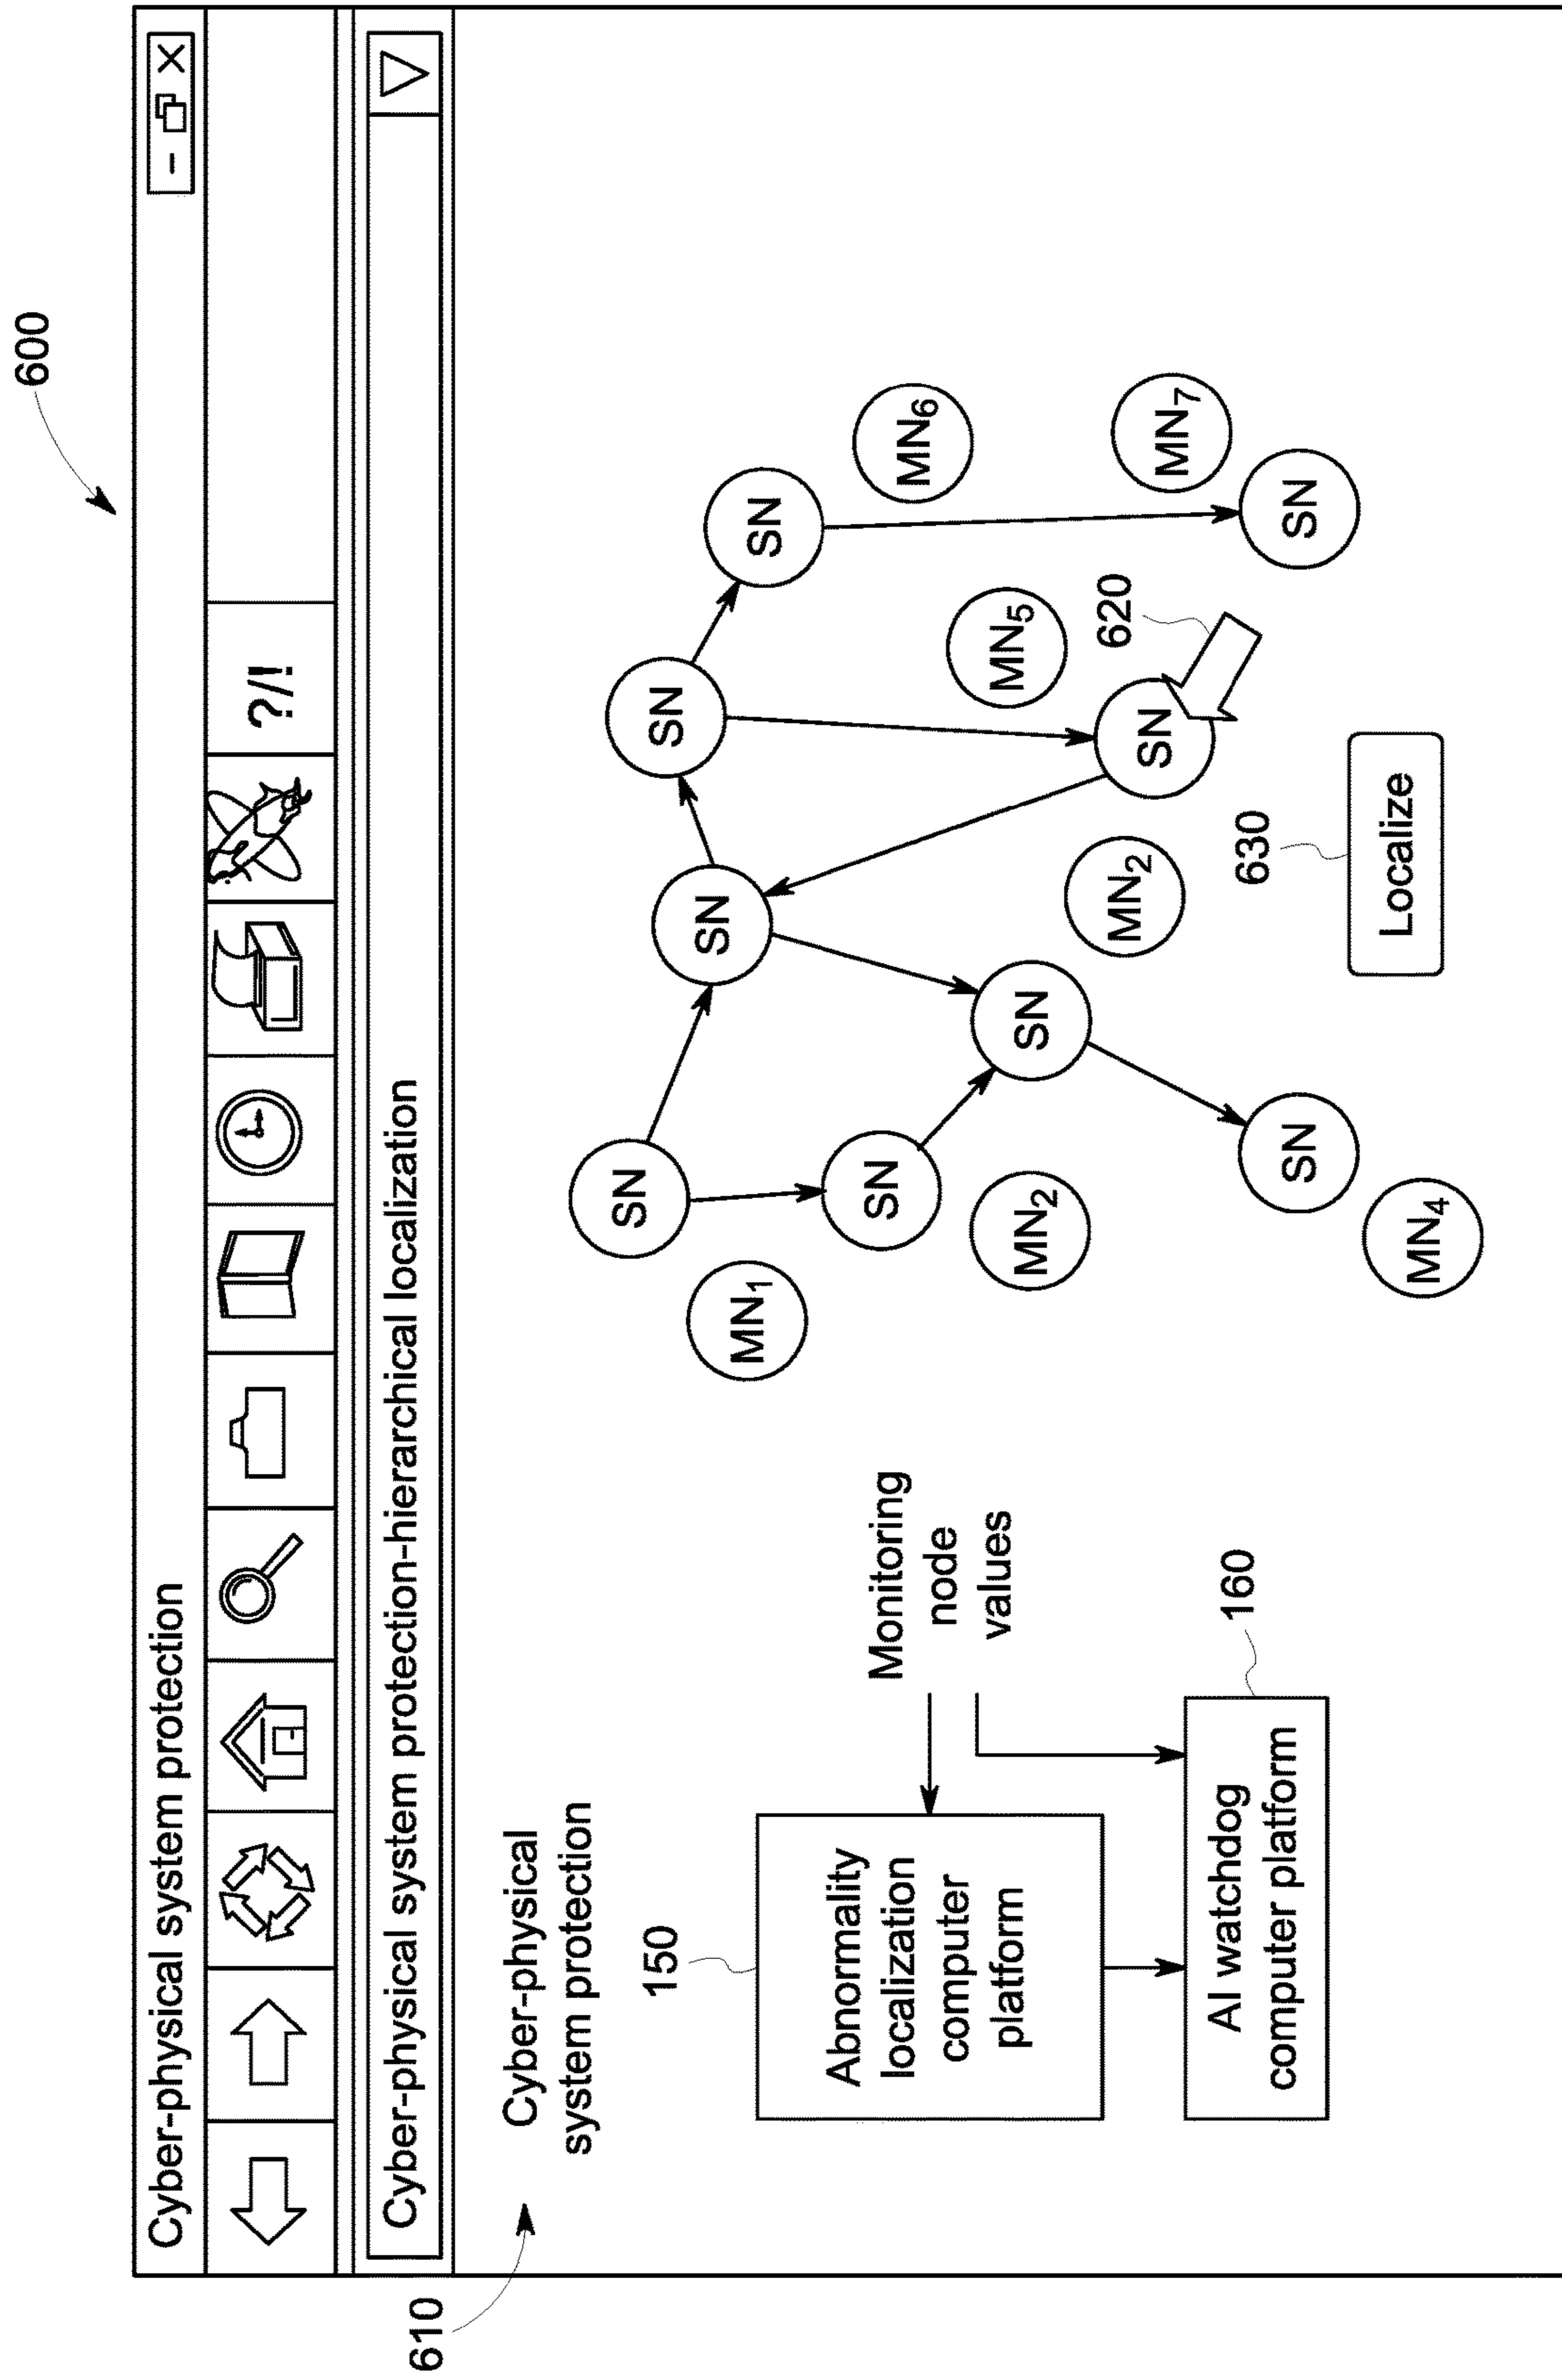 600
Cyber-physical system protection
?/!
Cyber-physical system protection-hierarchical localization
610
Cyber-physical
system protection
150
Abnormality
localization
computer
platform
Monitoring
node
values
160
AI watchdog
computer platform
SN
SN
SN
SN
SN
SN
SN
SN
SN
MN1
MN2
MN2
MN4
MN5
MN6
MN7
620
630
Localize